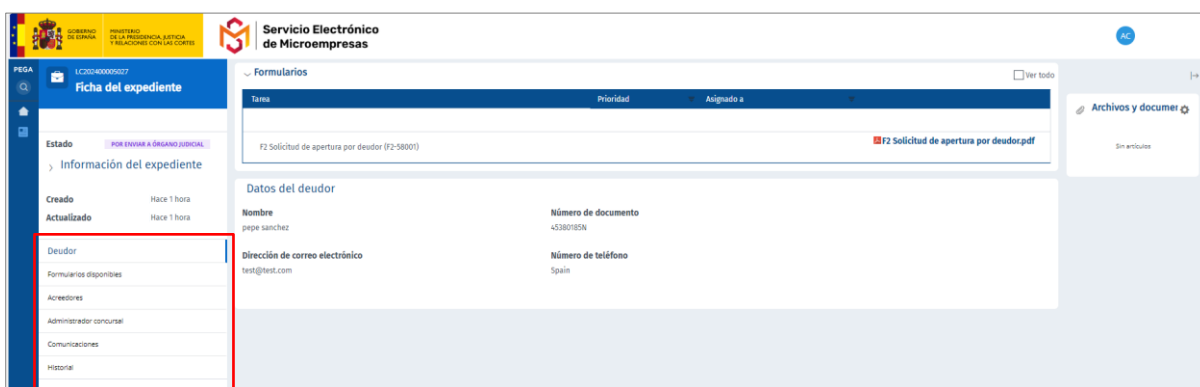 GOBIERNO
DE ESPAÑA
MINISTERIO
DE LA PRESIDENCIA, JUSTICIA
Y RELACIONES CON LAS CORTES
Servicio Electrónico
de Microempresas
AC
PEGA
LC202400005027
Ficha del expediente
Estado
POR ENVIAR A ÓRGANO JUDICIAL
Información del expediente
Creado Hace 1 hora
Actualizado Hace 1 hora
Deudor
Formularios disponibles
Acreedores
Administrador concursal
Comunicaciones
Historial
Formularios
Ver todo
Tarea Prioridad Asignado a
F2 Solicitud de apertura por deudor (F2-58001) F2 Solicitud de apertura por deudor.pdf
Datos del deudor
Nombre Número de documento
pepe sanchez 45380185N
Dirección de correo electrónico Número de teléfono
test@test.com Spain
Archivos y documer
Sin artículos